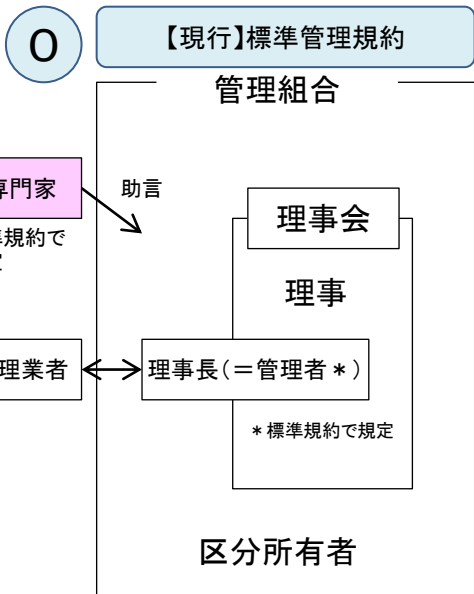 0
【現行】標準管理規約
管理組合
専門家
助言
準規約で
理事会
理事
理業者
理事長(＝管理者＊)
＊標準規約で規定
区分所有者